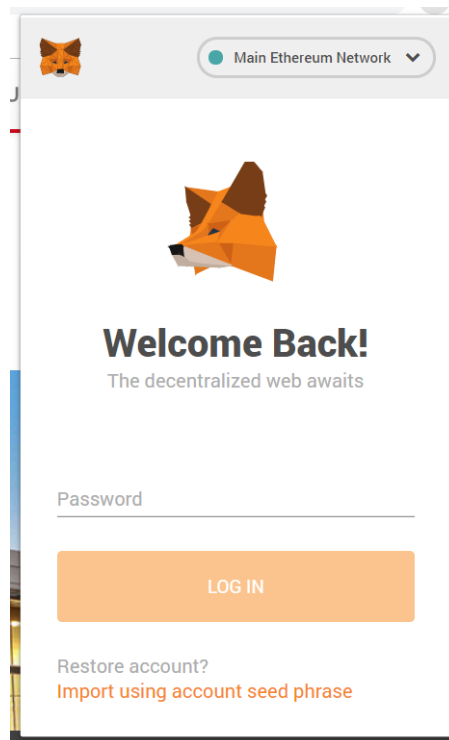 Main Ethereum Network
Welcome Back!
The decentralized web awaits
Password
LOG IN
Restore account?
Import using account seed phrase